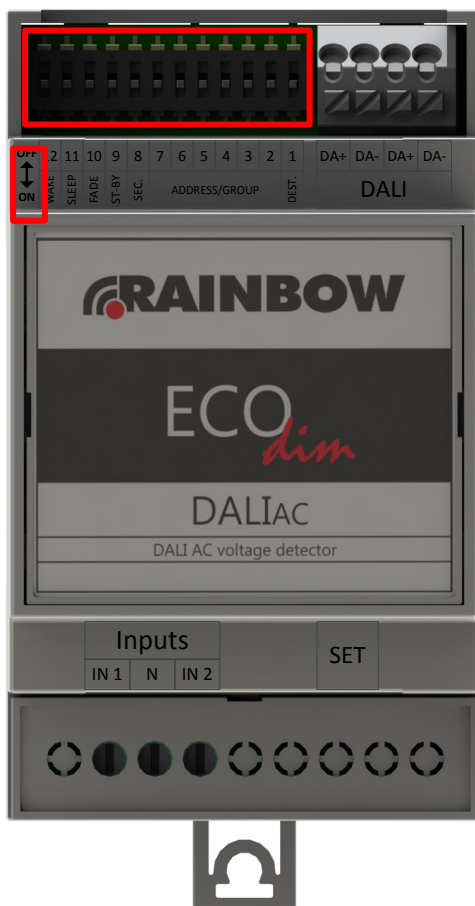 OFF 12 11 10 9 8 7 6 5 4 3 2 1 DA+ DA- DA+ DA-
ON WAKE SLEEP FADE ST-BY SEC. ADDRESS/GROUP DEST. DALI
RAINBOW
ECO
dim
DALIAC
DALI AC voltage detector
Inputs
SET
IN 1 N IN 2